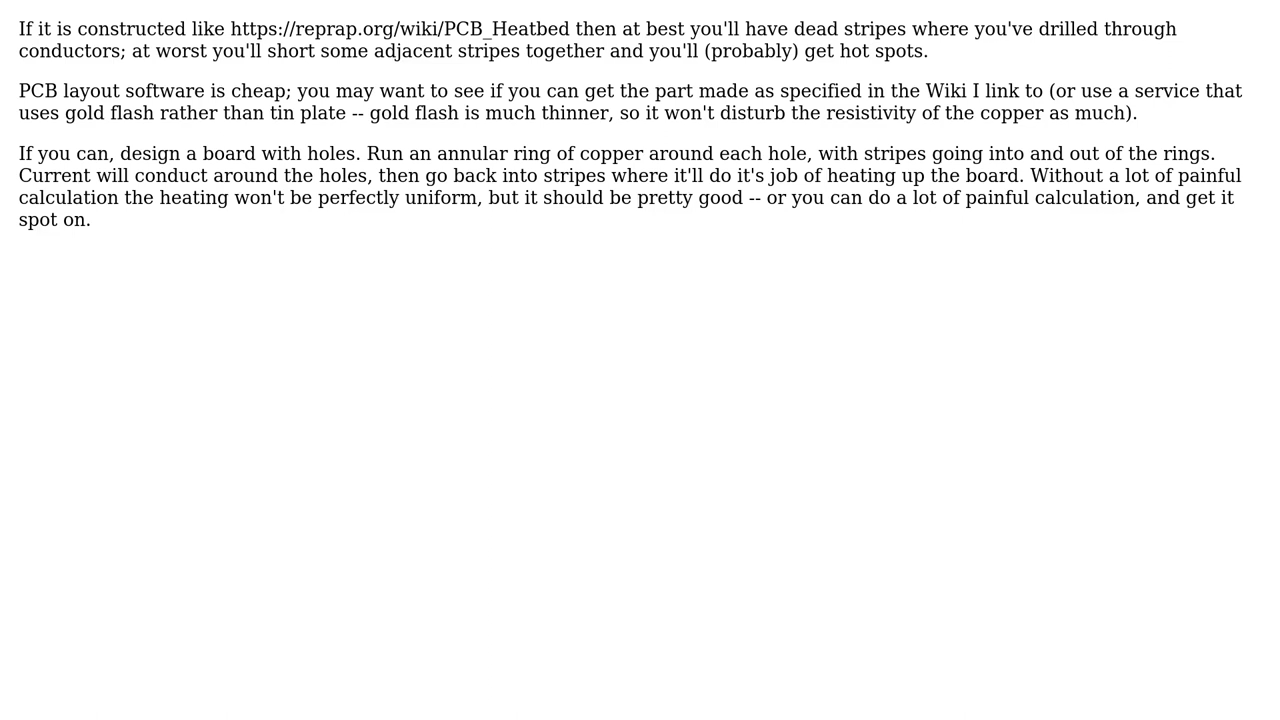 If it is constructed like https://reprap.org/wiki/PCB_Heatbed then at best you'll have dead stripes where you've drilled through
conductors; at worst you'll short some adjacent stripes together and you'll (probably) get hot spots.
PCB layout software is cheap; you may want to see if you can get the part made as specified in the Wiki I link to (or use a service that
uses gold flash rather than tin plate -- gold flash is much thinner, so it won't disturb the resistivity of the copper as much).
If you can, design a board with holes. Run an annular ring of copper around each hole, with stripes going into and out of the rings.
Current will conduct around the holes, then go back into stripes where it'll do it's job of heating up the board. Without a lot of painful
calculation the heating won't be perfectly uniform, but it should be pretty good -- or you can do a lot of painful calculation, and get it
spot on.